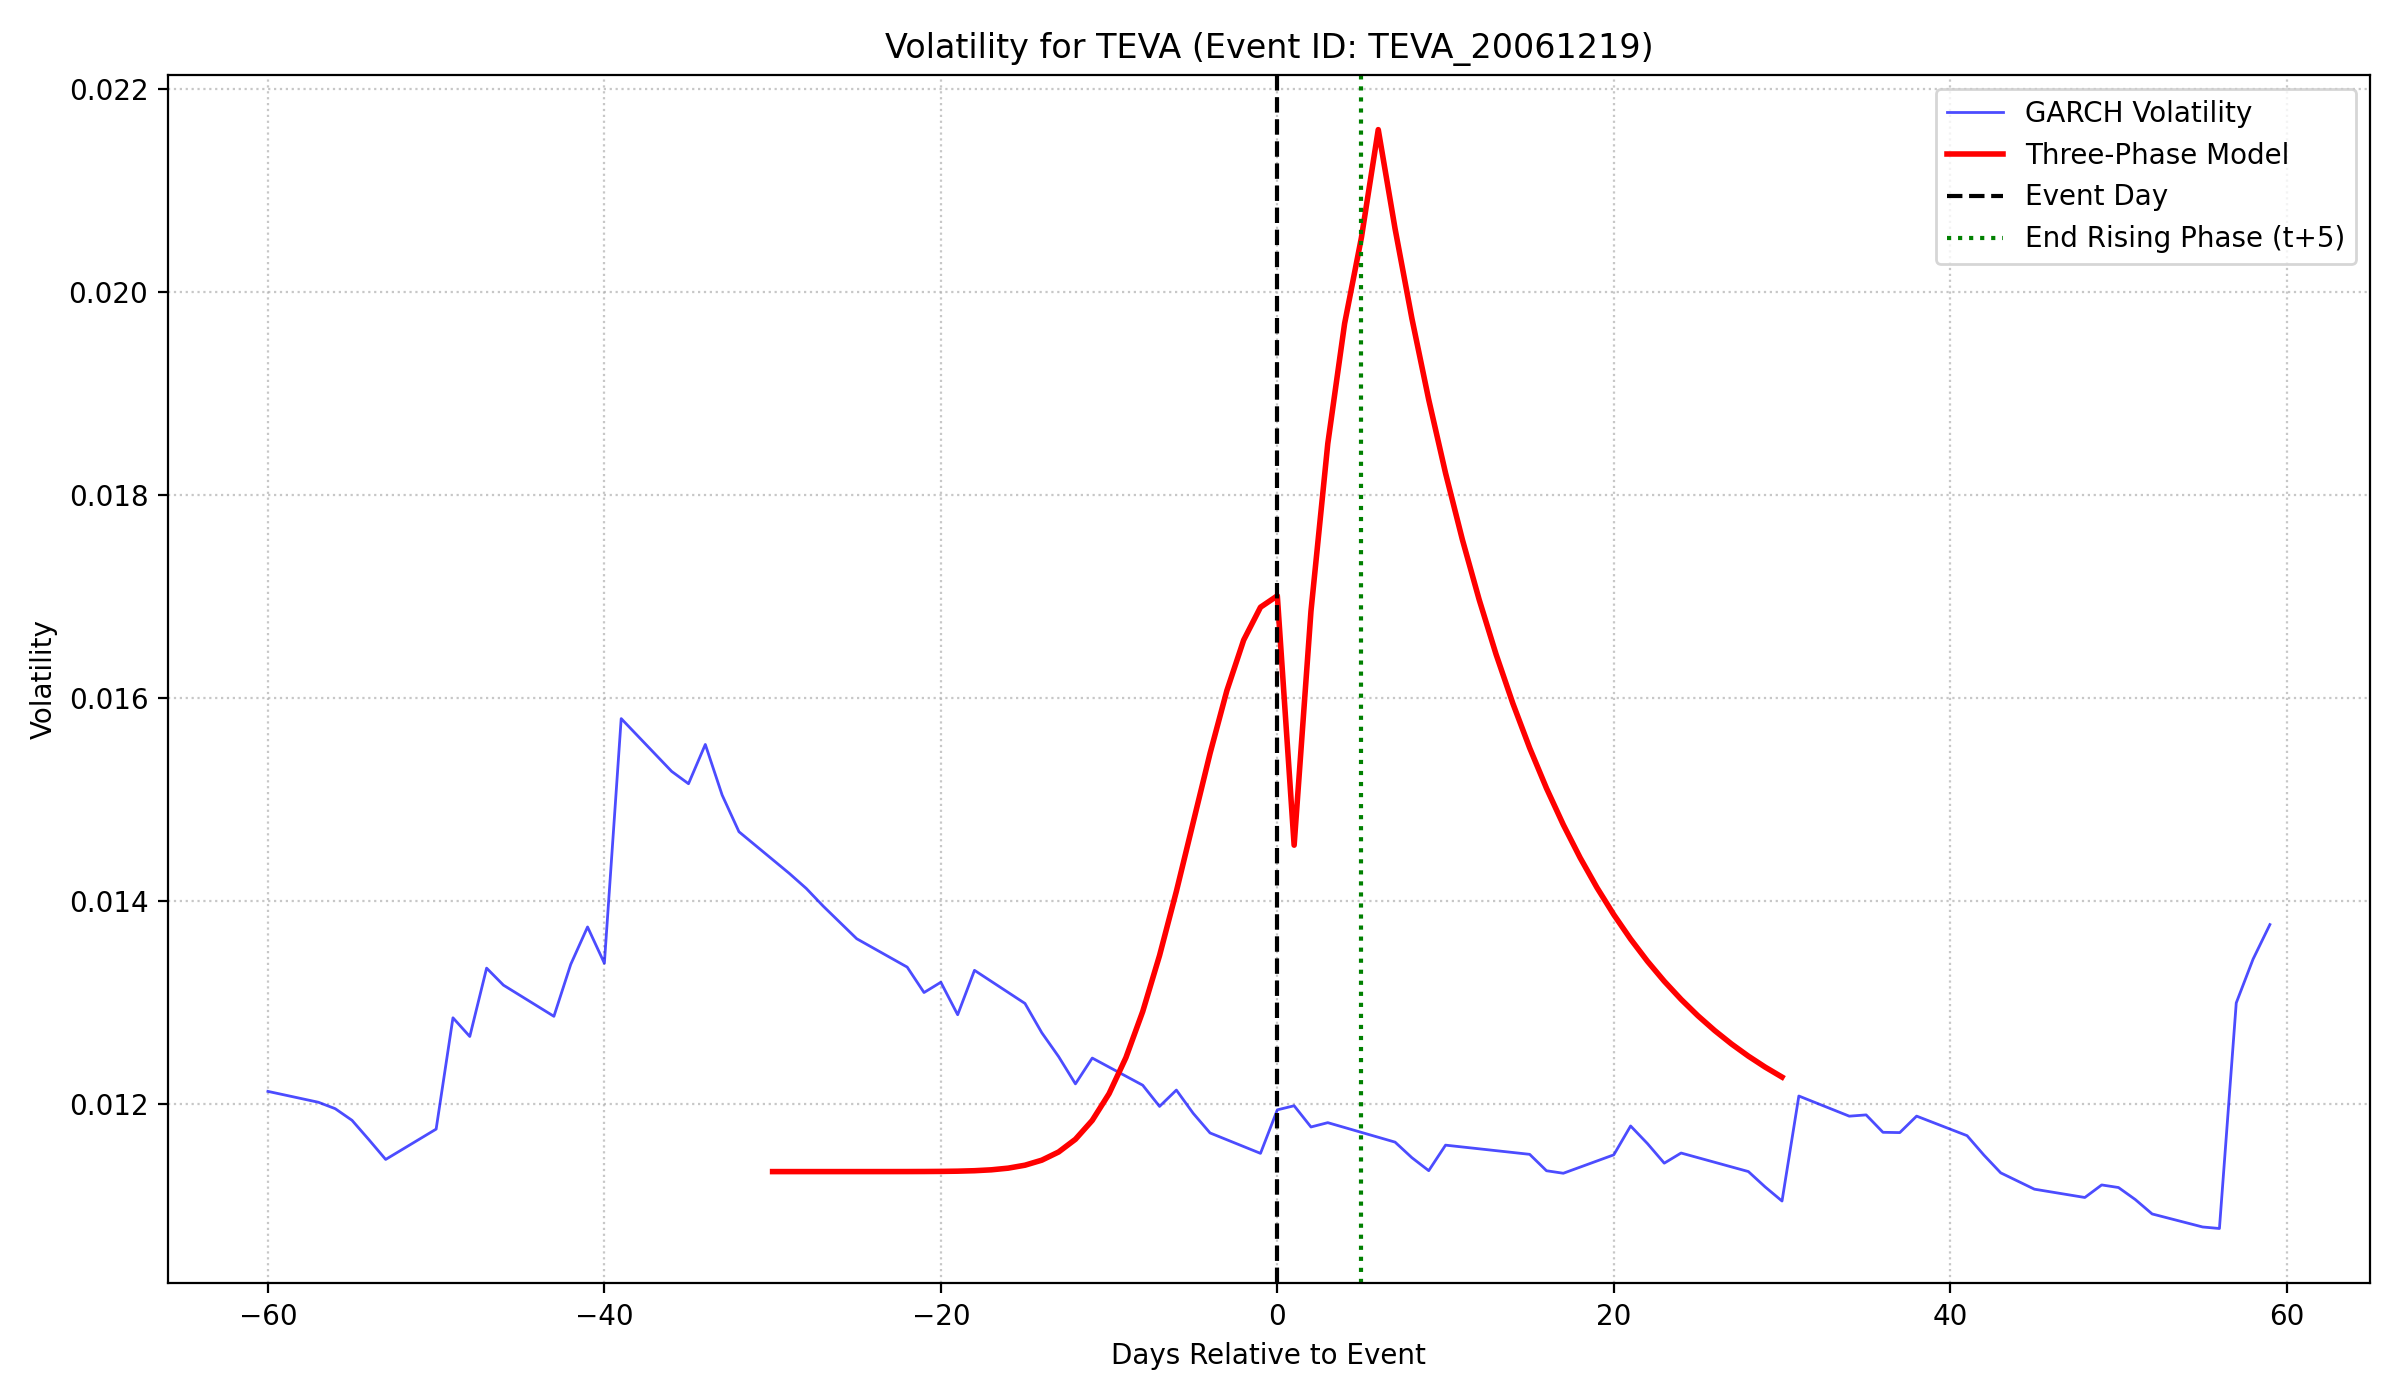 Volatility for TEVA (Event ID: TEVA_20061219)
0.022
0.020
0.018
0.016
0.014
0.012
Volatility
−60
−40
−20
0
20
40
60
Days Relative to Event
GARCH Volatility
Three-Phase Model
Event Day
End Rising Phase (t+5)